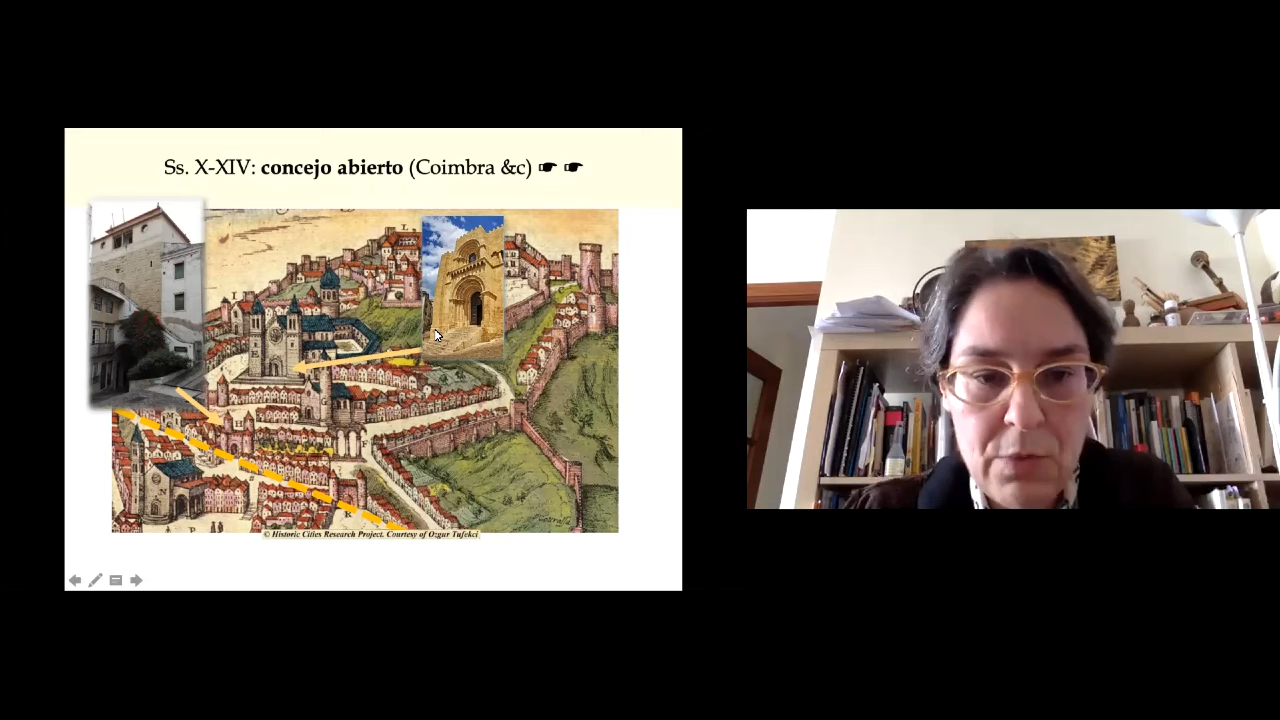 Ss. X-XIV: concejo abierto (Coimbra &c) ☛ ☛
© Historic Cities Research Project. Courtesy of Ozgur Tufekci